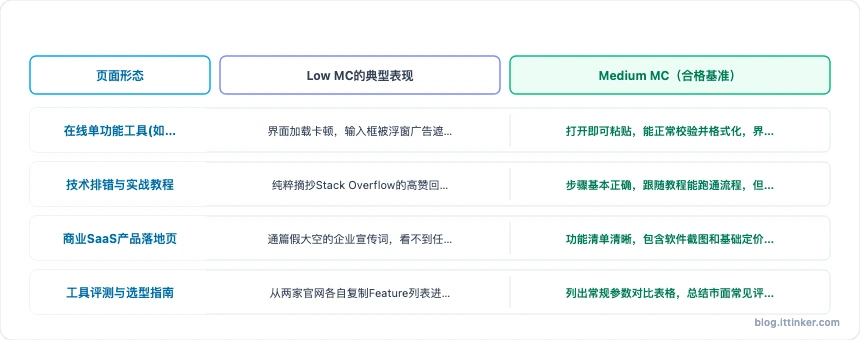 页面形态 Low MC的典型表现 Medium MC（合格基准）
在线单功能工具(如... 界面加载卡顿，输入框被浮窗广告遮... 打开即可粘贴，能正常校验并格式化，界...
技术排错与实战教程 纯粹摘抄Stack Overflow的高赞回... 步骤基本正确，跟随教程能跑通流程，但...
商业SaaS产品落地页 通篇假大空的企业宣传词，看不到任... 功能清单清晰，包含软件截图和基础定价...
工具评测与选型指南 从两家官网各自复制Feature列表进... 列出常规参数对比表格，总结市面常见评...
blog.ittinker.com